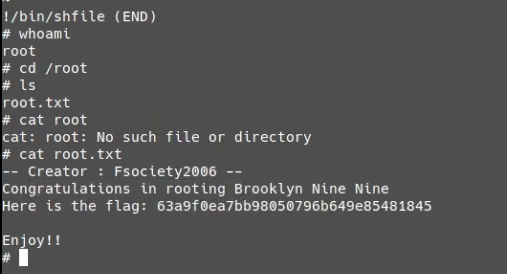 !/bin/shfile (END)
# whoami
root
# cd /root
# ls
root.txt
# cat root
cat: root: No such file or directory
# cat root.txt
-- Creator : Fsociety2006 --
Congratulations in rooting Brooklyn Nine Nine
Here is the flag: 63a9f0ea7bb98050796b649e85481845

Enjoy!!
#